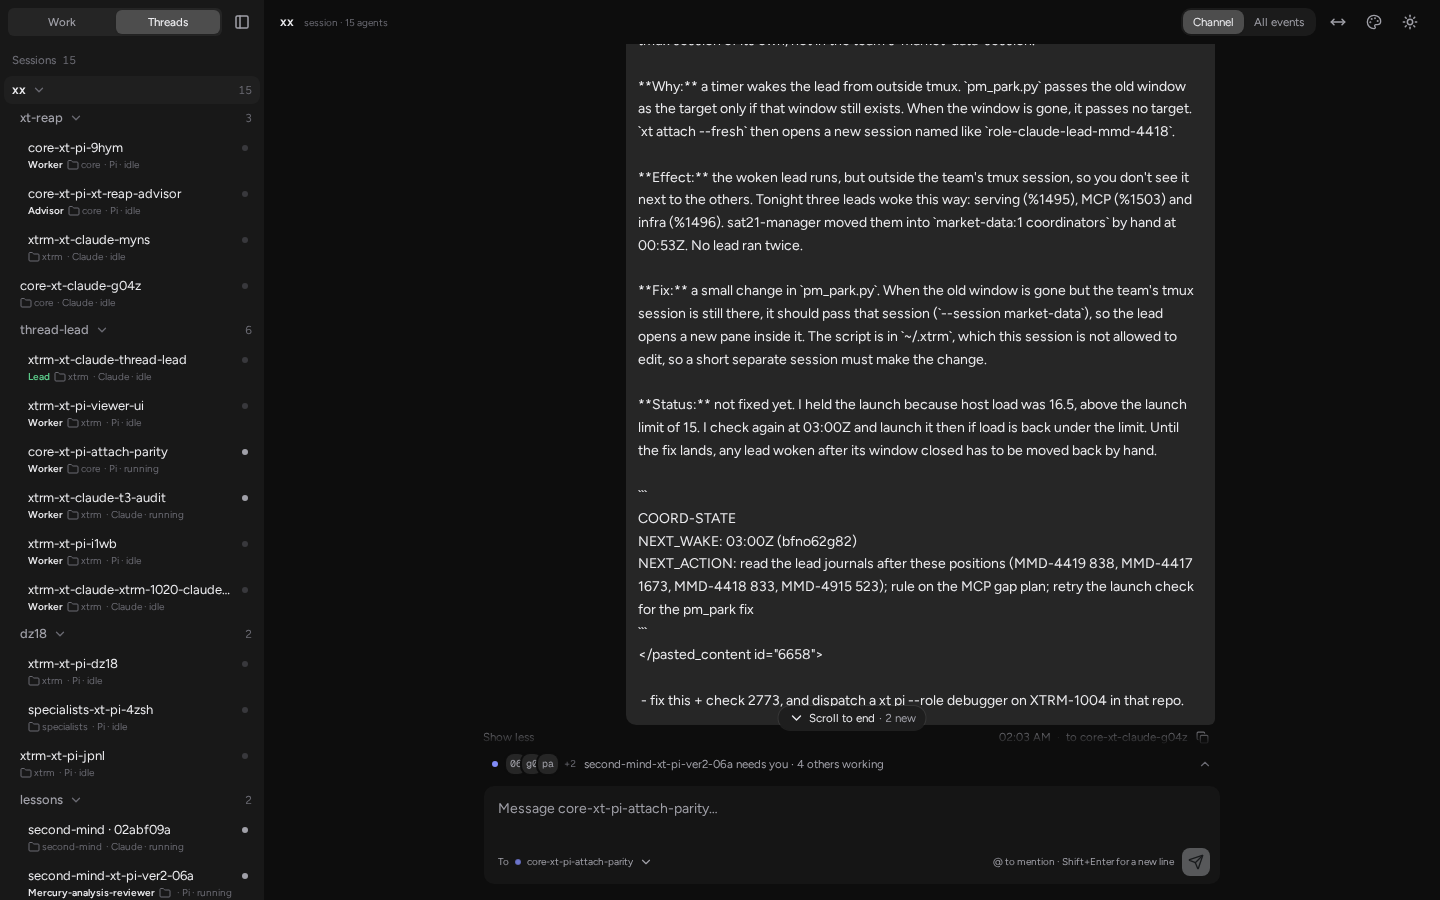 Work
Threads
Sessions 15
xx 15
xt-reap 3
core-xt-pi-9hym
Worker core · Pi · idle
core-xt-pi-xt-reap-advisor
Advisor core · Pi · idle
xtrm-xt-claude-myns
xtrm · Claude · idle
core-xt-claude-g04z
core · Claude · idle
thread-lead 6
xtrm-xt-claude-thread-lead
Lead xtrm · Claude · idle
xtrm-xt-pi-viewer-ui
Worker xtrm · Pi · idle
core-xt-pi-attach-parity
Worker core · Pi · running
xtrm-xt-claude-t3-audit
Worker xtrm · Claude · running
xtrm-xt-pi-i1wb
Worker xtrm · Pi · idle
xtrm-xt-claude-xtrm-1020-claude...
Worker xtrm · Claude · idle
dz18 2
xtrm-xt-pi-dz18
xtrm · Pi · idle
specialists-xt-pi-4zsh
specialists · Pi · idle
xtrm-xt-pi-jpnl
xtrm · Pi · idle
lessons 2
second-mind · 02abf09a
second-mind · Claude · running
second-mind-xt-pi-ver2-06a
Mercury-analysis-reviewer · Pi · running
xx session · 15 agents
Channel
All events
tmux session of its own, not in the team's `market-data` session.
**Why:** a timer wakes the lead from outside tmux. `pm_park.py` passes the old window
as the target only if that window still exists. When the window is gone, it passes no target.
`xt attach --fresh` then opens a new session named like `role-claude-lead-mmd-4418`.
**Effect:** the woken lead runs, but outside the team's tmux session, so you don't see it
next to the others. Tonight three leads woke this way: serving (%1495), MCP (%1503) and
infra (%1496). sat21-manager moved them into `market-data:1 coordinators` by hand at
00:53Z. No lead ran twice.
**Fix:** a small change in `pm_park.py`. When the old window is gone but the team's tmux
session is still there, it should pass that session (`--session market-data`), so the lead
opens a new pane inside it. The script is in `~/.xtrm`, which this session is not allowed to
edit, so a short separate session must make the change.
**Status:** not fixed yet. I held the launch because host load was 16.5, above the launch
limit of 15. I check again at 03:00Z and launch it then if load is back under the limit. Until
the fix lands, any lead woken after its window closed has to be moved back by hand.
```
COORD-STATE
NEXT_WAKE: 03:00Z (bfno62g82)
NEXT_ACTION: read the lead journals after these positions (MMD-4419 838, MMD-4417
1673, MMD-4418 833, MMD-4915 523); rule on the MCP gap plan; retry the launch check
for the pm_park fix
```
</pasted_content id="6658">
- fix this + check 2773, and dispatch a xt pi --role debugger on XTRM-1004 in that repo.
Scroll to end · 2 new
Show less 02:03 AM to core-xt-claude-g04z
06 g0 pa +2 second-mind-xt-pi-ver2-06a needs you · 4 others working
Message core-xt-pi-attach-parity...
To core-xt-pi-attach-parity @ to mention · Shift+Enter for a new line